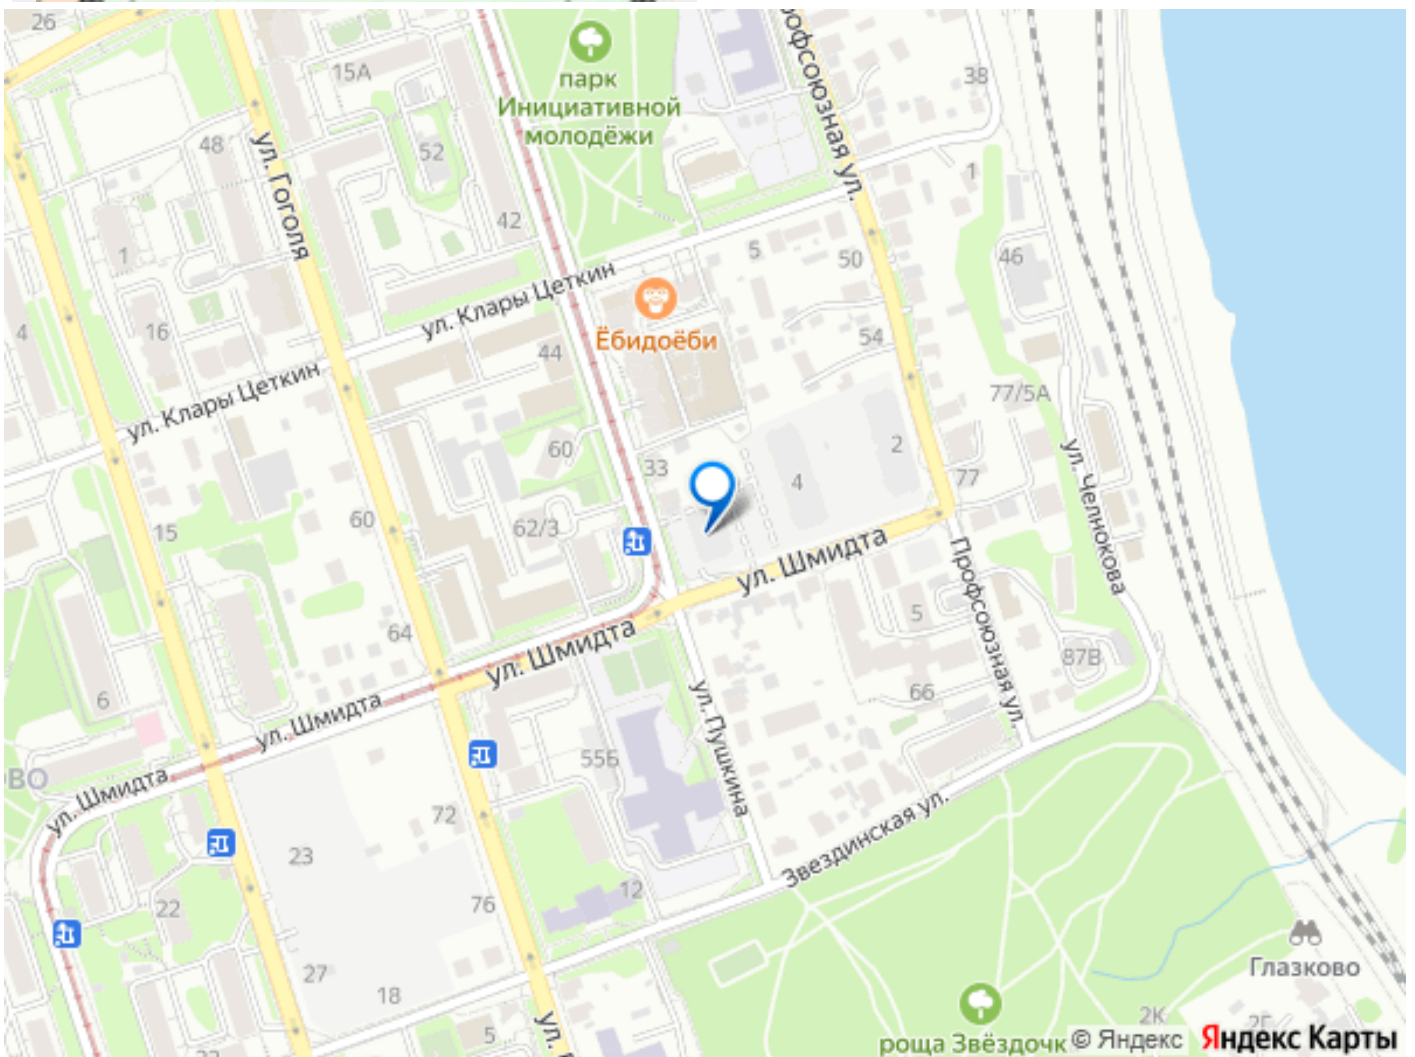 26
15А
парк
Инициативной
молодёжи
Профсоюзная ул.
38
48
ул. Гоголя
52
42
1
1
5
50
46
ул. Клары Цеткин
Ёбидоёби
4
16
44
54
77/5А
ул. Клары Цеткин
60
33
4
2
77
ул. Челнокова
15
60
62/3
ул. Шмидта
Профсоюзная ул.
64
ул. Шмидта
5
87В
66
6
ул. Шмидта
ул. Пушкина
55Б
ВО
ул. Шмидта
72
Звездинская ул.
23
12
22
76
27
18
Глазково
5
ул.
2К
роща Звёздочк
© Яндекс
Яндекс Карты